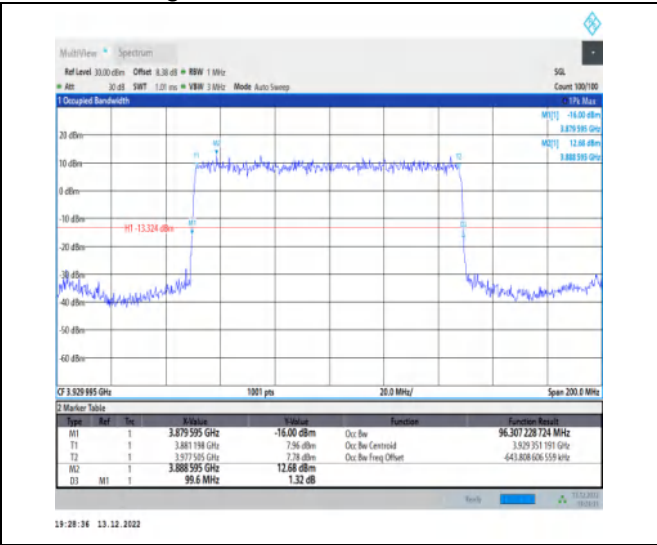 MultiView Spectrum
Ref Level 30.00 dBm Offset 8.38 dB RBW 1 MHz SGL
Att 30 dB SWT 1.01 ms VBW 3 MHz Mode Auto Sweep Count 100/100
1 Occupied Bandwidth 1Pk Max
M1[1] -16.00 dBm
3.879 595 GHz
M2[1] 12.68 dBm
3.888 595 GHz
20 dBm
M2
T1 T2
10 dBm
0 dBm
-10 dBm
H1 -13.324 dBm M1 D3
-20 dBm
-30 dBm
-40 dBm
-50 dBm
-60 dBm
CF 3.929 995 GHz 1001 pts 20.0 MHz/ Span 200.0 MHz
2 Marker Table
Type Ref Trc X-Value Y-Value Function Function Result
M1 1 3.879 595 GHz -16.00 dBm Occ Bw 96.307 228 724 MHz
T1 1 3.881 198 GHz 7.96 dBm Occ Bw Centroid 3.929 351 191 GHz
T2 1 3.977 505 GHz 7.78 dBm Occ Bw Freq Offset -643.808 606 559 kHz
M2 1 3.888 595 GHz 12.68 dBm
D3 M1 1 99.6 MHz 1.32 dB
Ready 13.12.2022
19:28:36 13.12.2022